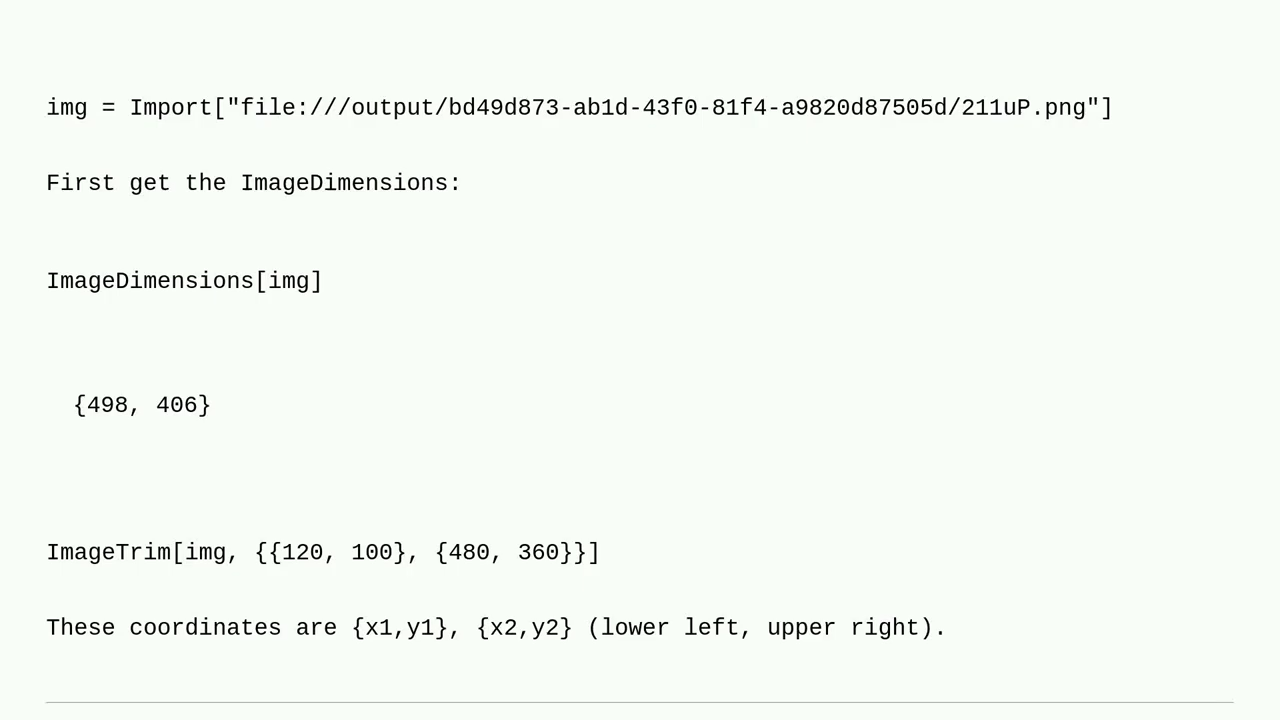 img = Import["file:///output/bd49d873-ab1d-43f0-81f4-a9820d87505d/211uP.png"]
First get the ImageDimensions:
ImageDimensions[img]
{498, 406}
ImageTrim[img, {{120, 100}, {480, 360}}]
These coordinates are {x1,y1}, {x2,y2} (lower left, upper right).